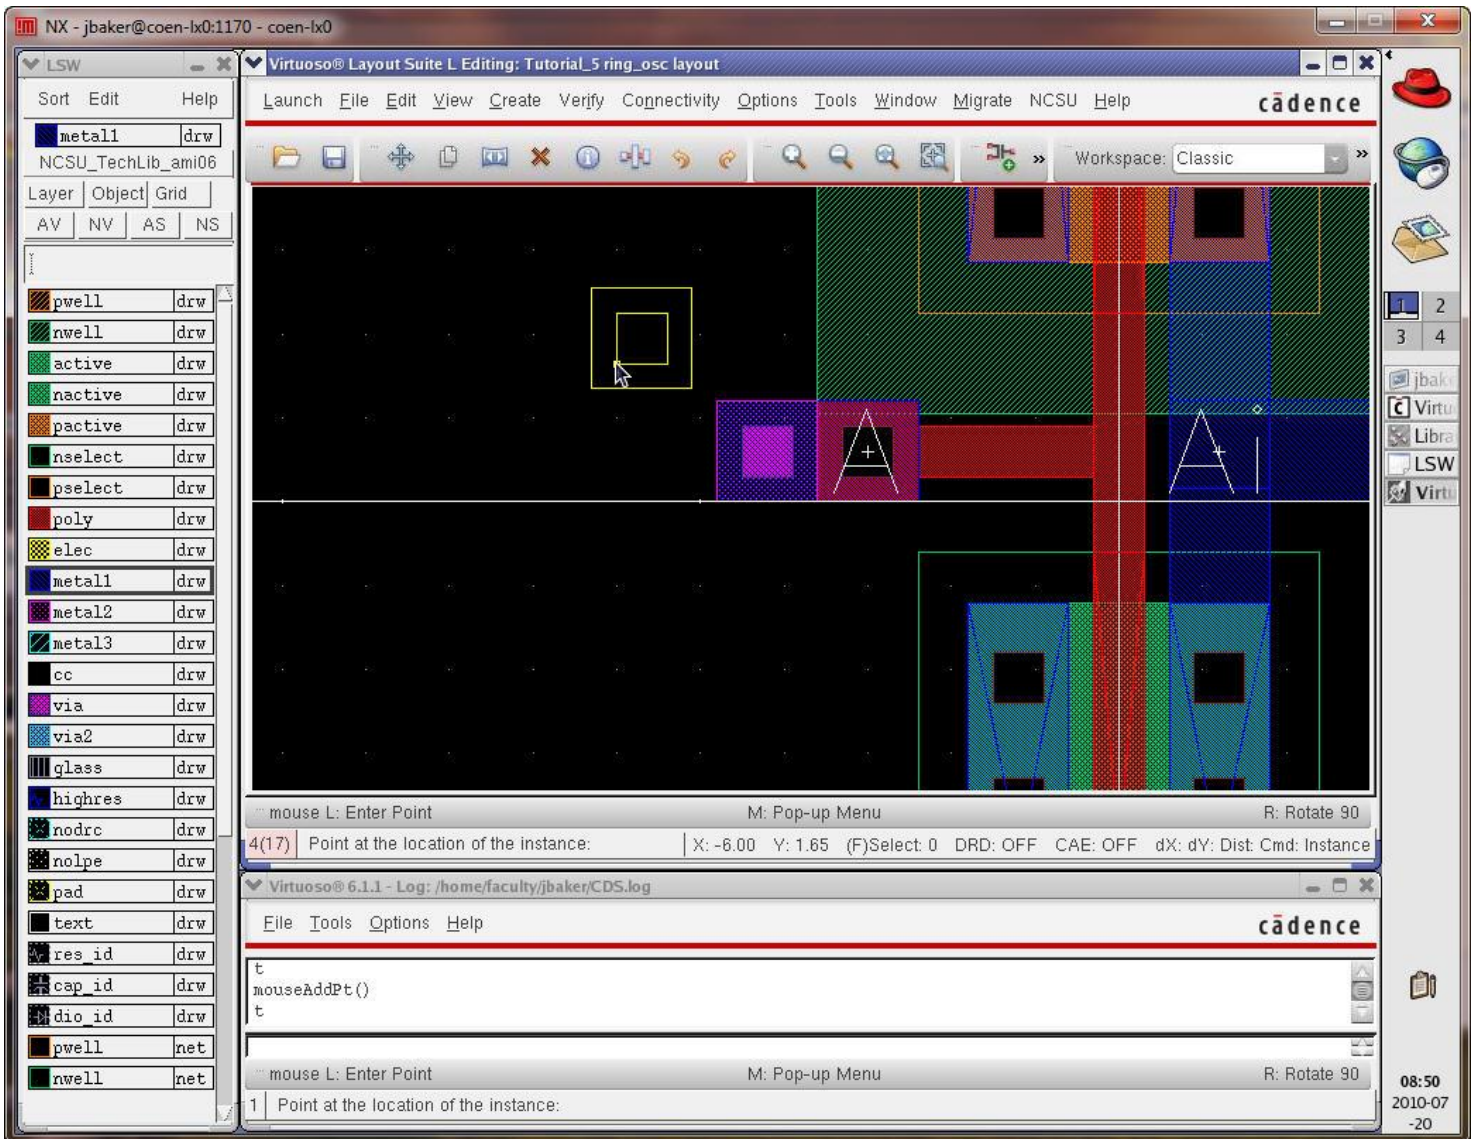 NX - jbaker@coen-lx0:1170 - coen-lx0
LSW
Sort Edit Help
metal1 drw
NCSU_TechLib_ami06
Layer Object Grid
AV NV AS NS
pwell drw
nwell drw
active drw
nactive drw
pactive drw
nselect drw
pselect drw
poly drw
elec drw
metal1 drw
metal2 drw
metal3 drw
cc drw
via drw
via2 drw
glass drw
highres drw
nodrc drw
nolpe drw
pad drw
text drw
res_id drw
cap_id drw
dio_id drw
pwell net
nwell net
Virtuoso® Layout Suite L Editing: Tutorial_5 ring_osc layout
Launch File Edit View Create Verify Connectivity Options Tools Window Migrate NCSU Help cādence
» Workspace: Classic »
A A
mouse L: Enter Point M: Pop-up Menu R: Rotate 90
4(17) Point at the location of the instance: X: -6.00 Y: 1.65 (F)Select: 0 DRD: OFF CAE: OFF dX: dY: Dist: Cmd: Instance
Virtuoso® 6.1.1 - Log: /home/faculty/jbaker/CDS.log
File Tools Options Help cādence
t
mouseAddPt()
t
mouse L: Enter Point M: Pop-up Menu R: Rotate 90
1 Point at the location of the instance:
1 2
3 4
jbak
Virtu
Libra
LSW
Virtu
08:50
2010-07
-20